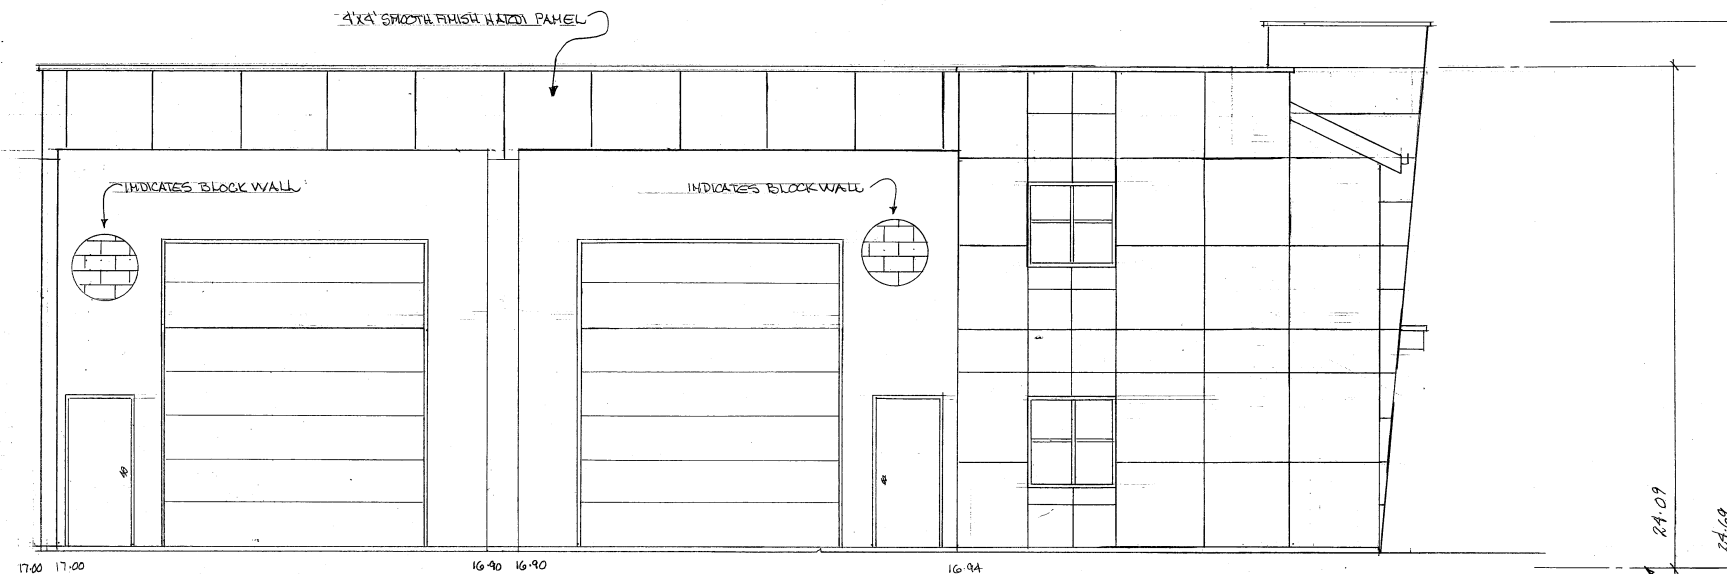 4'X4' SMOOTH FINISH HARDI PANEL
INDICATES BLOCK WALL
INDICATES BLOCK WALL
24.09
24.69
17.00 17.00
16.90 16.90
16.94